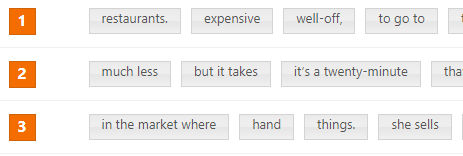 1 restaurants. expensive well-off, to go to
2 much less but it takes it's a twenty-minute tha
3 in the market where hand things. she sells